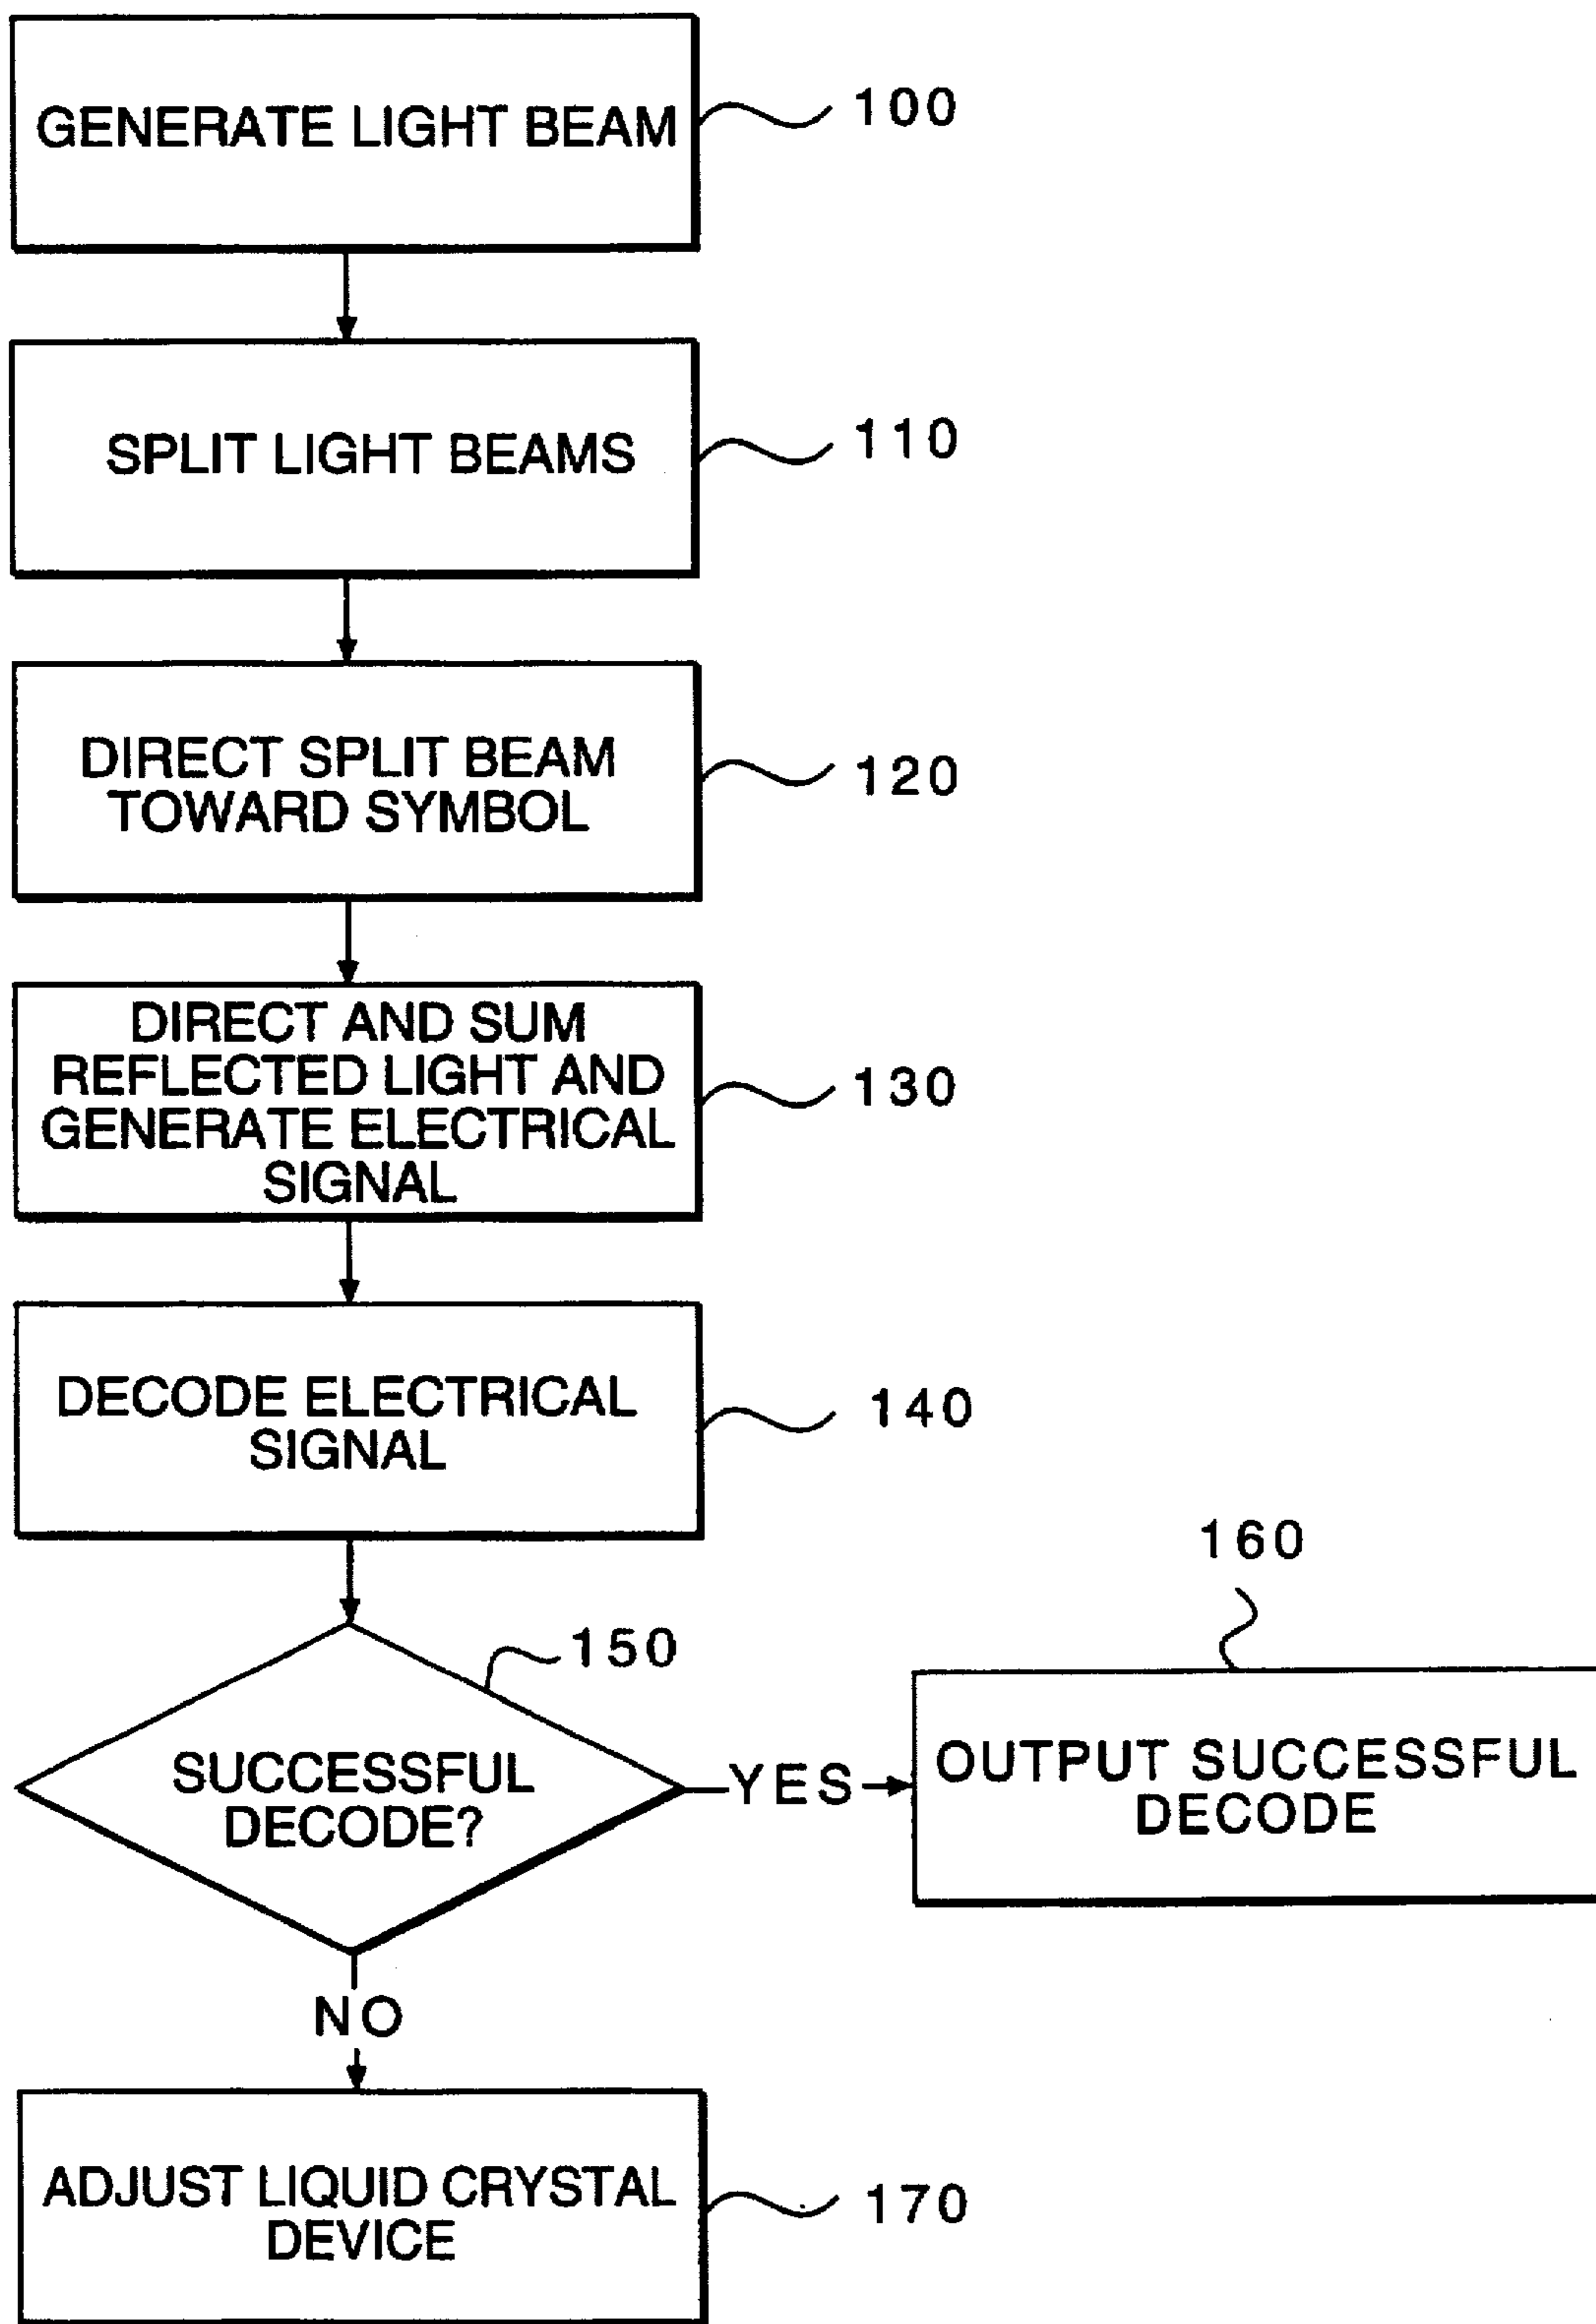 GENERATE LIGHT BEAM
100
SPLIT LIGHT BEAMS
110
DIRECT SPLIT BEAM
TOWARD SYMBOL
120
DIRECT AND SUM
REFLECTED LIGHT AND
GENERATE ELECTRICAL
SIGNAL
130
DECODE ELECTRICAL
SIGNAL
140
150
SUCCESSFUL
DECODE?
YES
160
OUTPUT SUCCESSFUL
DECODE
NO
ADJUST LIQUID CRYSTAL
DEVICE
170